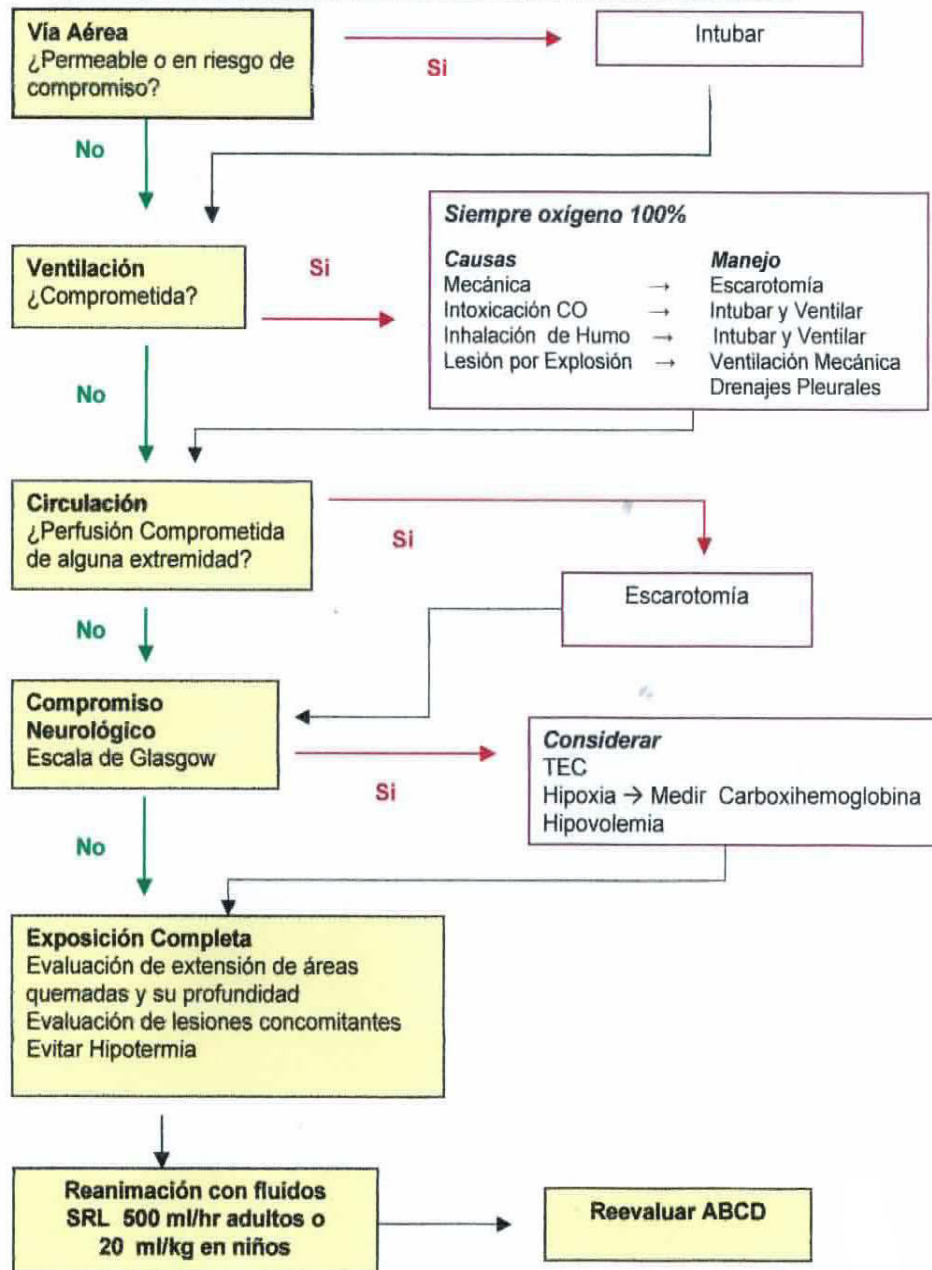 Vía Aérea
¿Permeable o en riesgo de
compromiso?
Si
Intubar
No
Ventilación
¿Comprometida?
Si
Siempre oxígeno 100%
Causas Manejo
Mecánica → Escarotomía
Intoxicación CO → Intubar y Ventilar
Inhalación de Humo → Intubar y Ventilar
Lesión por Explosión → Ventilación Mecánica
Drenajes Pleurales
No
Circulación
¿Perfusión Comprometida
de alguna extremidad?
Si
Escarotomía
No
Compromiso
Neurológico
Escala de Glasgow
Si
Considerar
TEC
Hipoxia → Medir Carboxihemoglobina
Hipovolemia
No
Exposición Completa
Evaluación de extensión de áreas
quemadas y su profundidad
Evaluación de lesiones concomitantes
Evitar Hipotermia
Reanimación con fluidos
SRL 500 ml/hr adultos o
20 ml/kg en niños
Reevaluar ABCD